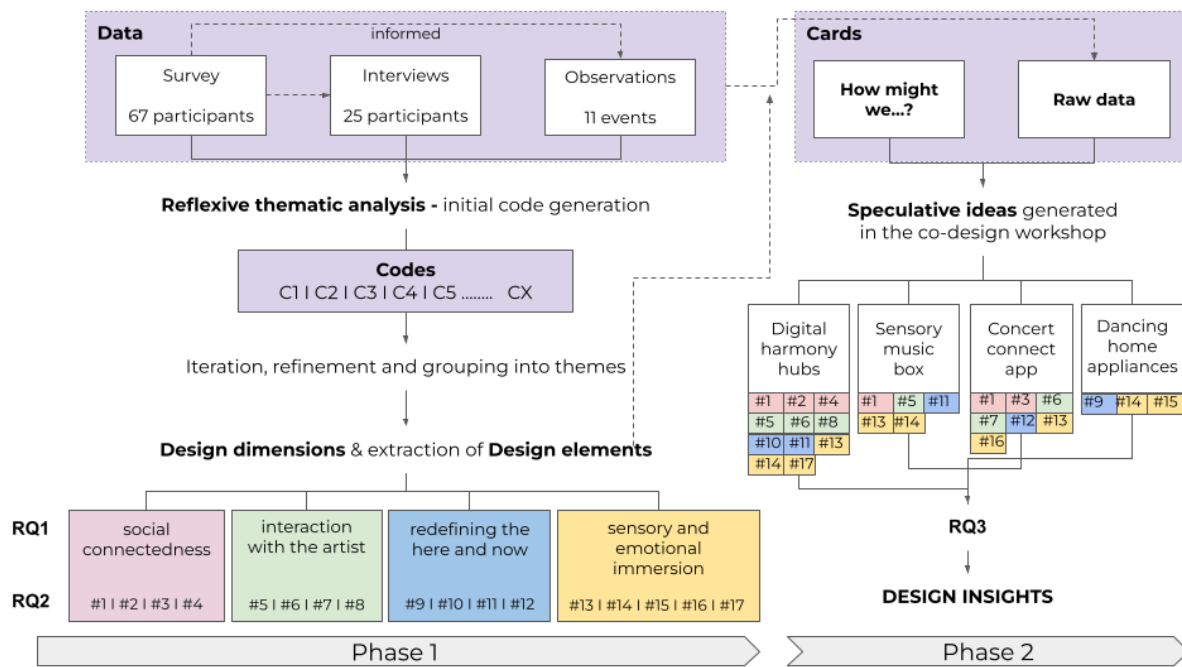 Data
informed
Survey
67 participants
Interviews
25 participants
Observations
11 events
Reflexive thematic analysis - initial code generation
Codes
C1 I C2 I C3 I C4 I C5 ........ CX
Iteration, refinement and grouping into themes
Design dimensions & extraction of Design elements
RQ1
social
connectedness
interaction
with the artist
redefining the
here and now
sensory and
emotional
immersion
RQ2
#1 I #2 I #3 I #4
#5 I #6 I #7 I #8
#9 I #10 I #11 I #12
#13 I #14 I #15 I #16 I #17
Phase 1
Cards
How might
we...?
Raw data
Speculative ideas generated
in the co-design workshop
Digital
harmony
hubs
#1 #2 #4
#5 #6 #8
#10 #11 #13
#14 #17
Sensory
music
box
#1 #5 #11
#13 #14
Concert
connect
app
#1 #3 #6
#7 #12 #13
#16
Dancing
home
appliances
#9 #14 #15
RQ3
DESIGN INSIGHTS
Phase 2